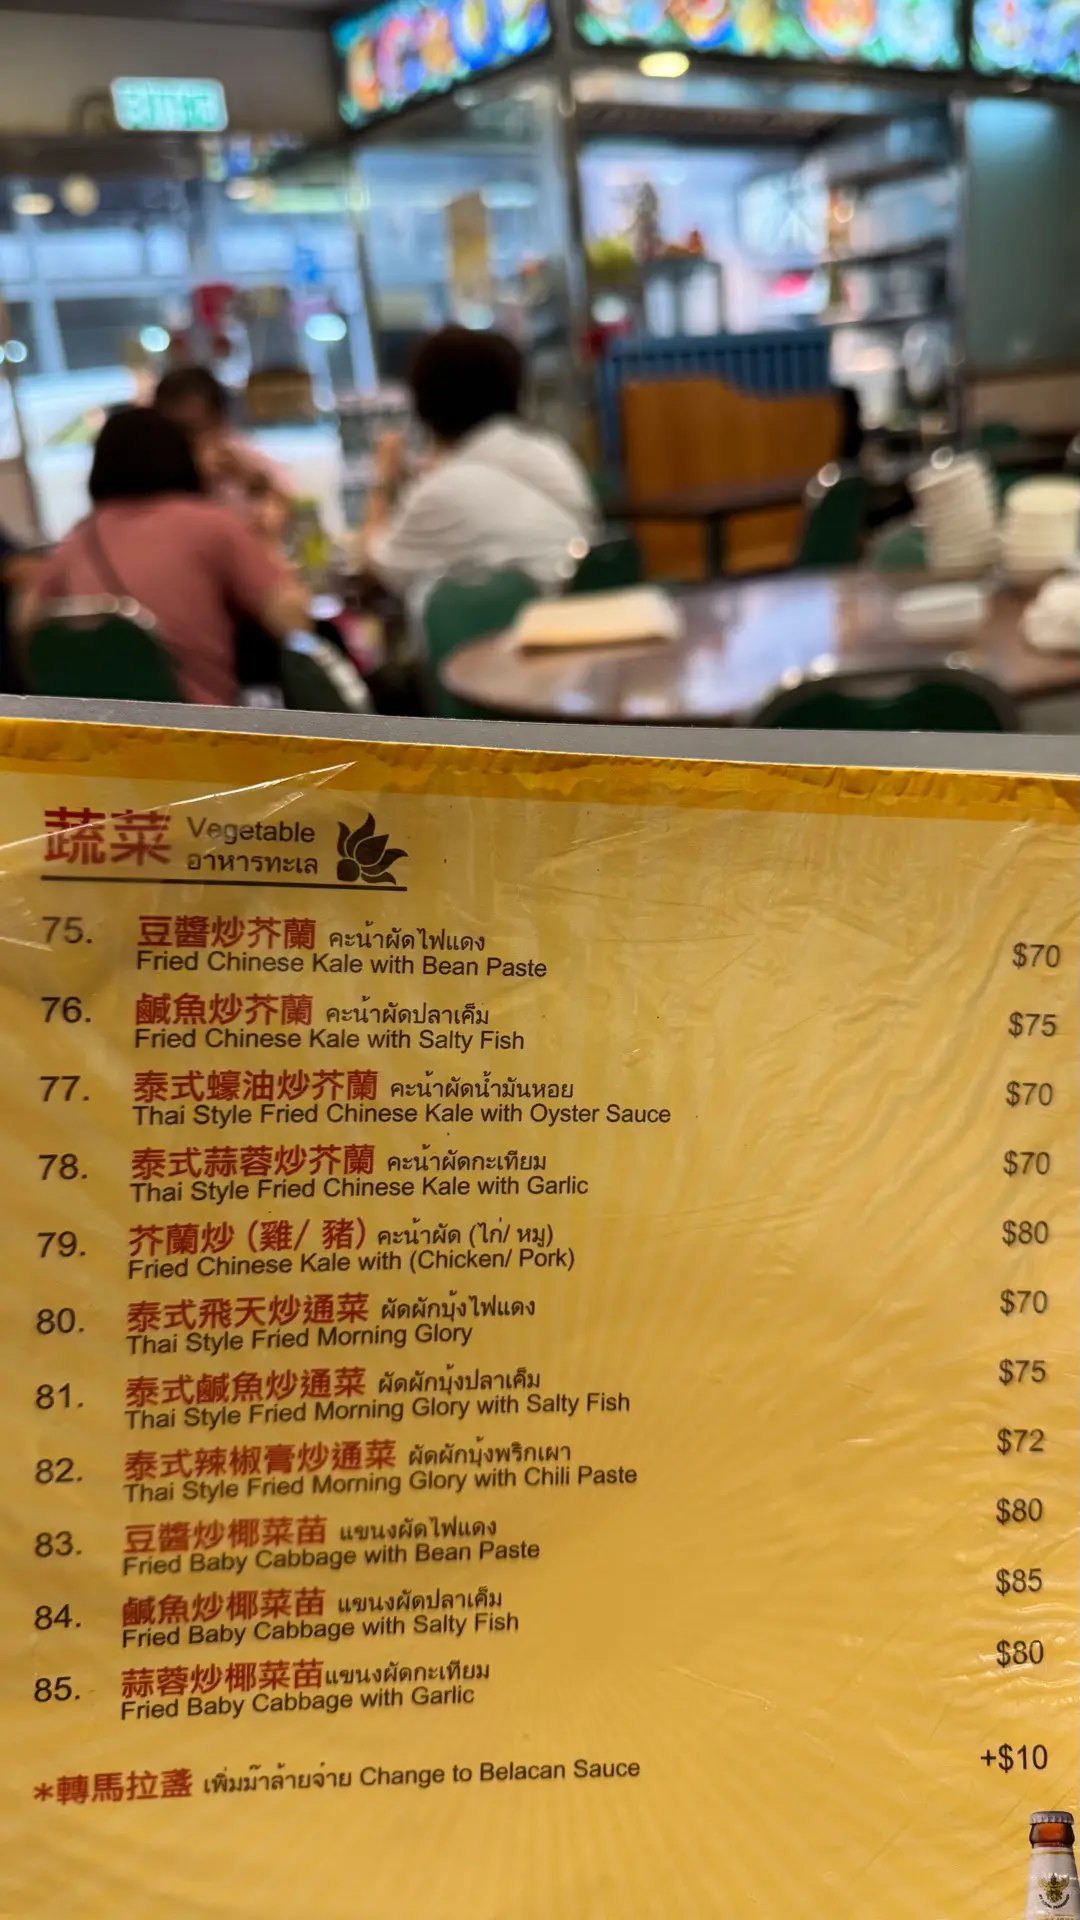 蔬菜 Vegetable
อาหารทะเล
75. 豆醬炒芥蘭 คะน้าผัดไฟแดง
Fried Chinese Kale with Bean Paste $70
76. 鹹魚炒芥蘭 คะน้าผัดปลาเค็ม
Fried Chinese Kale with Salty Fish $75
77. 泰式蠔油炒芥蘭 คะน้าผัดน้ำมันหอย
Thai Style Fried Chinese Kale with Oyster Sauce $70
78. 泰式蒜蓉炒芥蘭 คะน้าผัดกะเทียม
Thai Style Fried Chinese Kale with Garlic $70
79. 芥蘭炒 (雞/ 豬) คะน้าผัด (ไก่/ หมู)
Fried Chinese Kale with (Chicken/ Pork) $80
80. 泰式飛天炒通菜 ผัดผักบุ้งไฟแดง
Thai Style Fried Morning Glory $70
81. 泰式鹹魚炒通菜 ผัดผักบุ้งปลาเค็ม
Thai Style Fried Morning Glory with Salty Fish $75
82. 泰式辣椒膏炒通菜 ผัดผักบุ้งพริกเผา
Thai Style Fried Morning Glory with Chili Paste $72
83. 豆醬炒椰菜苗 แขนงผัดไฟแดง
Fried Baby Cabbage with Bean Paste $80
84. 鹹魚炒椰菜苗 แขนงผัดปลาเค็ม
Fried Baby Cabbage with Salty Fish $85
85. 蒜蓉炒椰菜苗 แขนงผัดกะเทียม
Fried Baby Cabbage with Garlic $80
*轉馬拉盞 เพิ่มม๊าล้ายจ๋าย Change to Belacan Sauce +$10